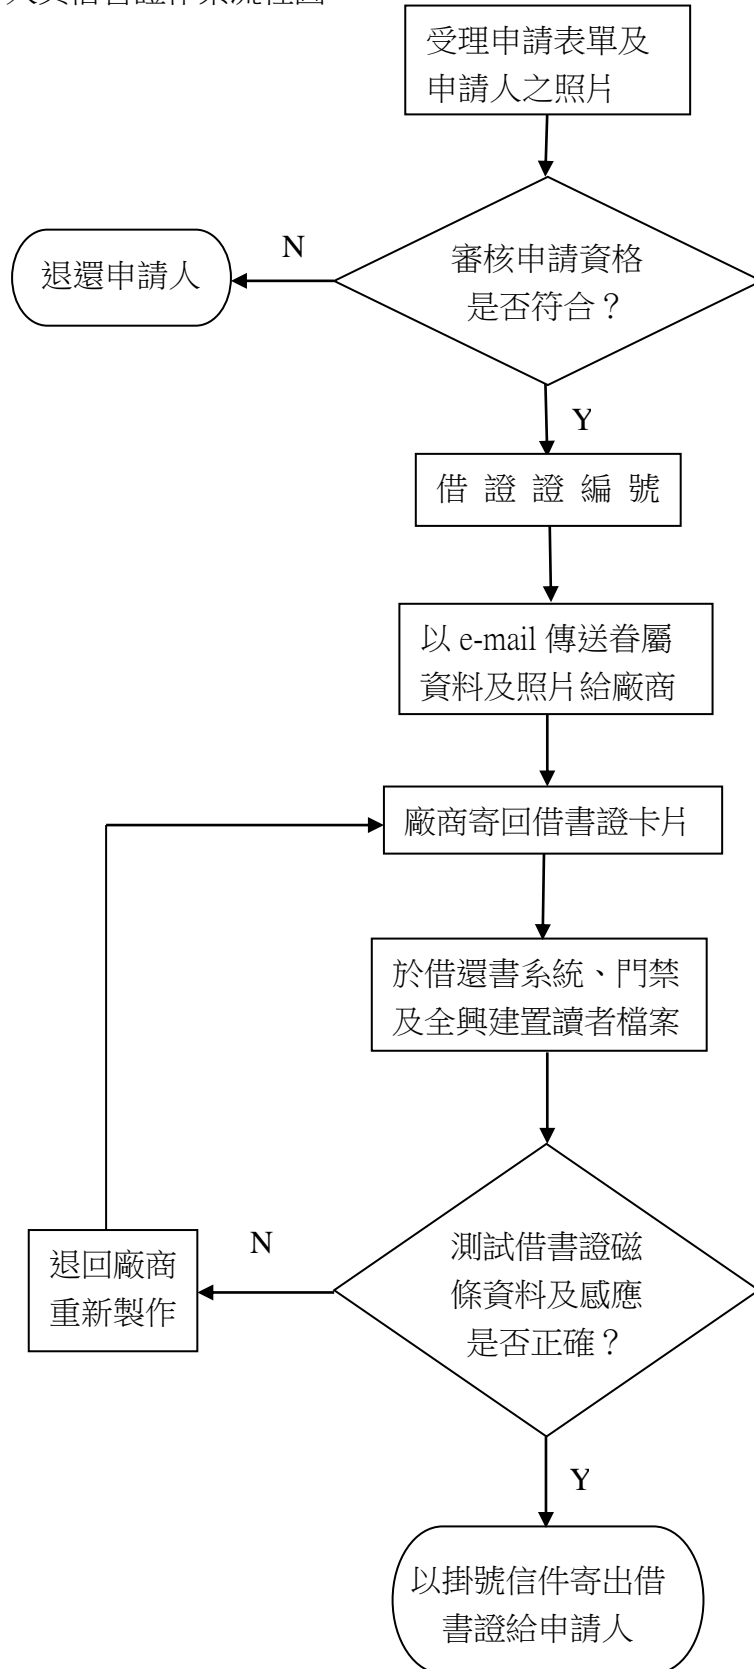 受理申請表單及
申請人之照片
審核申請資格
是否符合？
N
退還申請人
Y
借 證 證 編 號
以 e-mail 傳送眷屬
資料及照片給廠商
廠商寄回借書證卡片
於借還書系統、門禁
及全興建置讀者檔案
測試借書證磁
條資料及感應
是否正確？
N
退回廠商
重新製作
Y
以掛號信件寄出借
書證給申請人